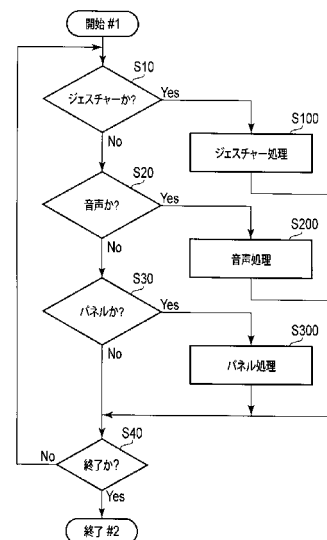 開始 #1
S10
ジェスチャーか?
Yes
S100
ジェスチャー処理
No
S20
音声か?
Yes
S200
音声処理
No
S30
パネルか?
Yes
S300
パネル処理
No
S40
終了か?
No
Yes
終了 #2